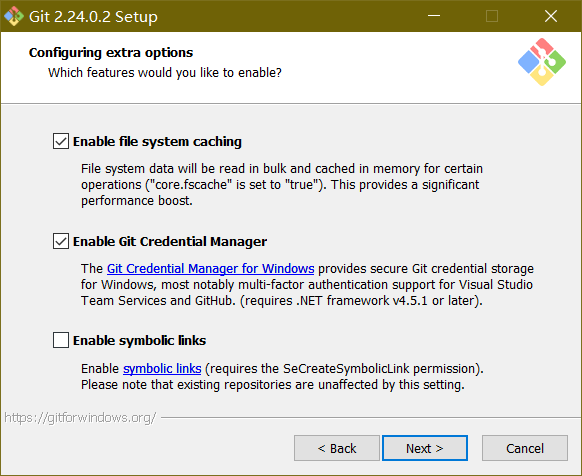 Git 2.24.0.2 Setup
Configuring extra options
Which features would you like to enable?
Enable file system caching
File system data will be read in bulk and cached in memory for certain
operations ("core.fscache" is set to "true"). This provides a significant
performance boost.
Enable Git Credential Manager
The Git Credential Manager for Windows provides secure Git credential storage
for Windows, most notably multi-factor authentication support for Visual Studio
Team Services and GitHub. (requires .NET framework v4.5.1 or later).
Enable symbolic links
Enable symbolic links (requires the SeCreateSymbolicLink permission).
Please note that existing repositories are unaffected by this setting.
https://gitforwindows.org/
< Back
Next >
Cancel